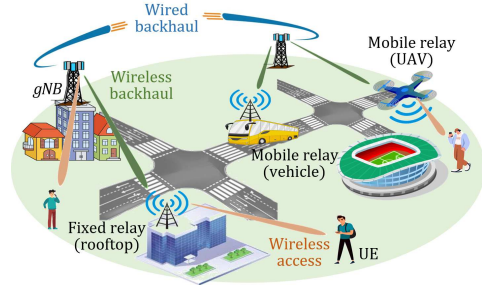 Wired
backhaul
Mobile relay
(UAV)
gNB
Wireless
backhaul
Mobile relay
(vehicle)
Fixed relay
(rooftop)
Wireless
access
UE